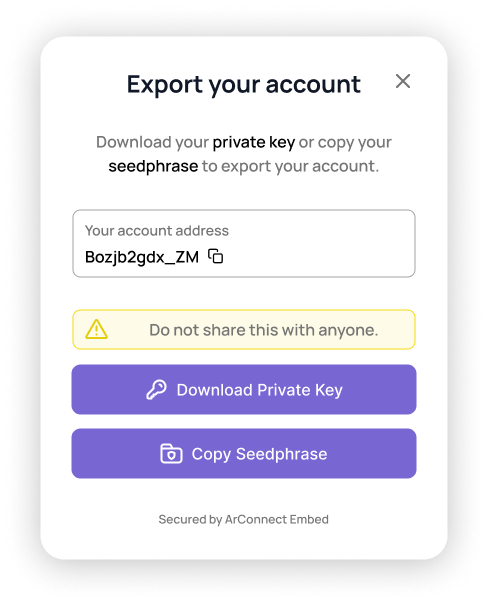 Export your account
Download your private key or copy your
seedphrase to export your account.
Your account address
Bozjb2gdx_ZM
Do not share this with anyone.
Download Private Key
Copy Seedphrase
Secured by ArConnect Embed